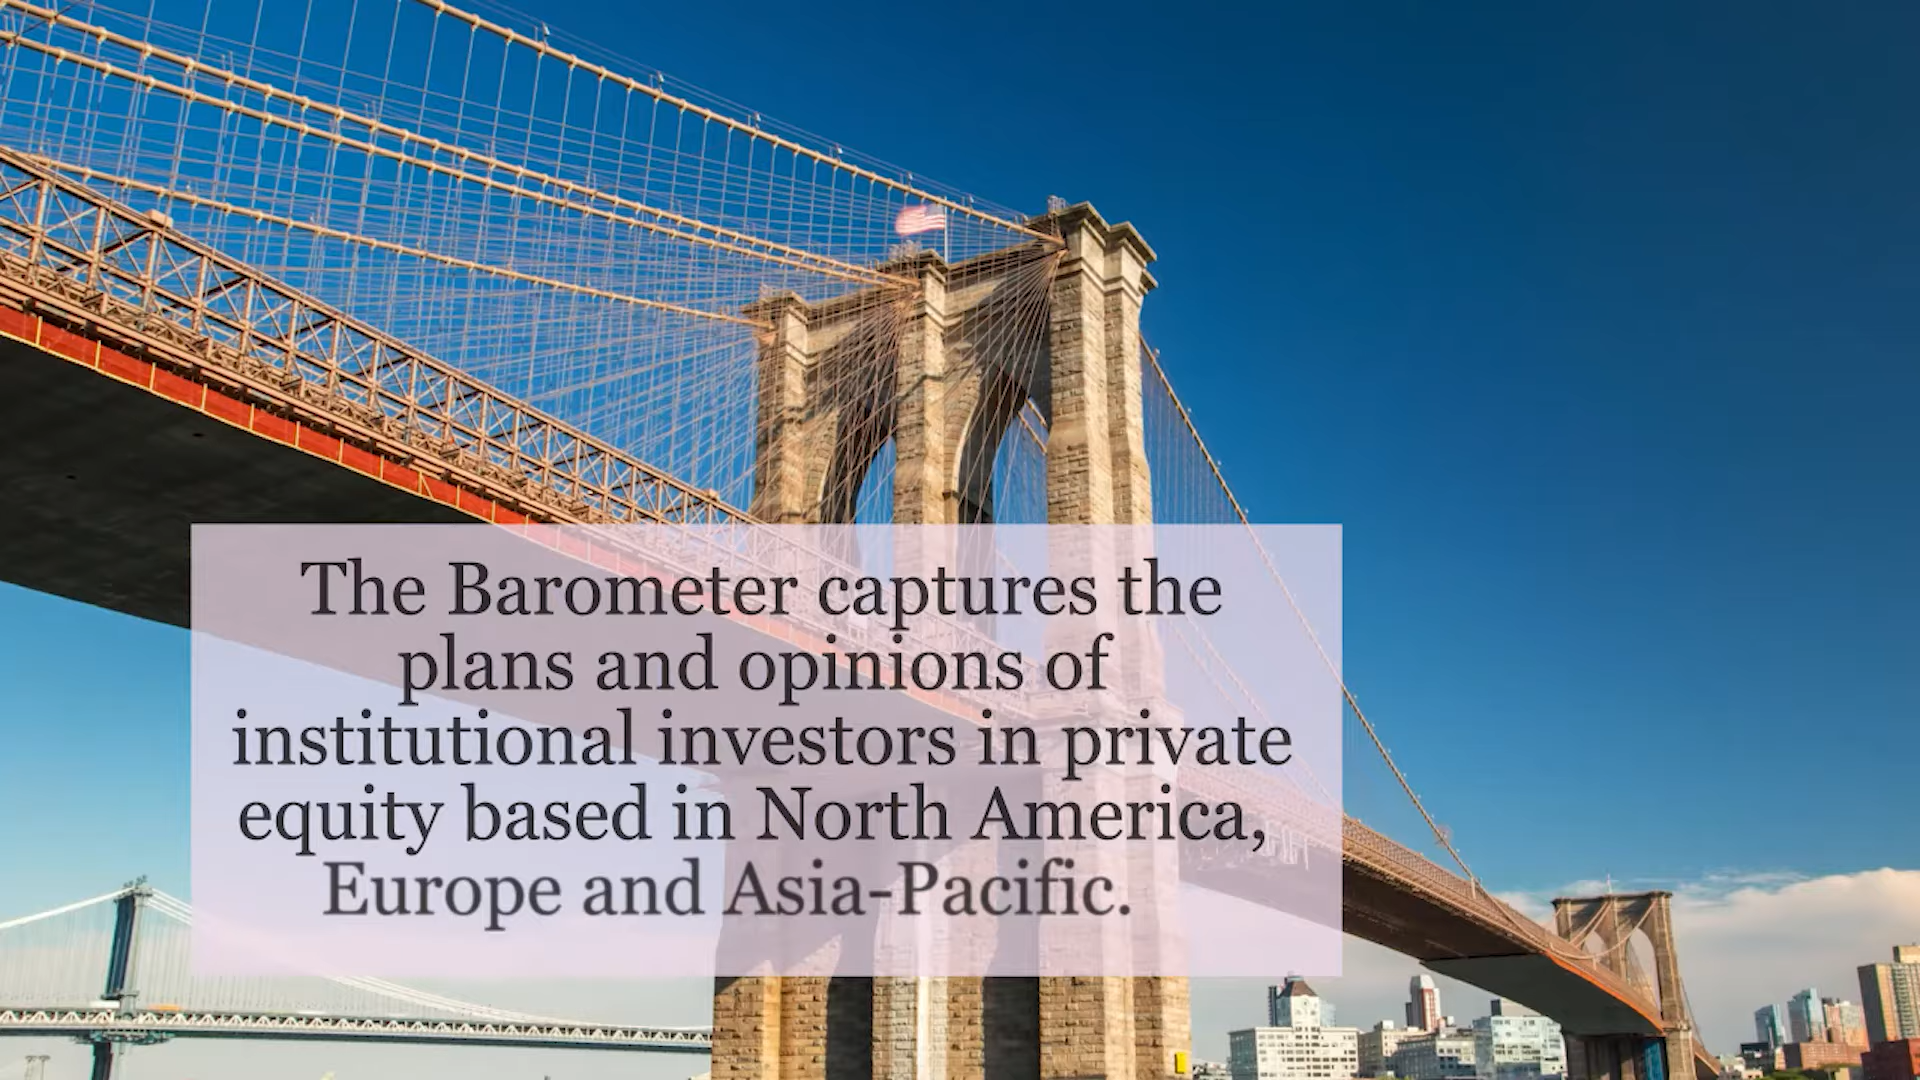 The Barometer captures the
plans and opinions of
institutional investors in private
equity based in North America,
Europe and Asia-Pacific.